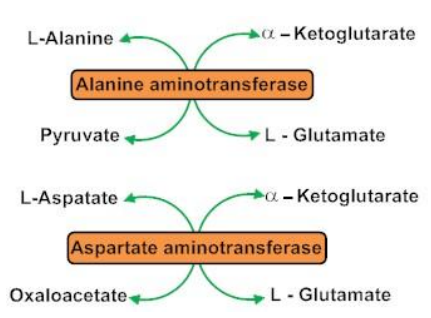 L-Alanine
α – Ketoglutarate
Alanine aminotransferase
Pyruvate
L - Glutamate
L-Aspatate
α – Ketoglutarate
Aspartate aminotransferase
Oxaloacetate
L - Glutamate